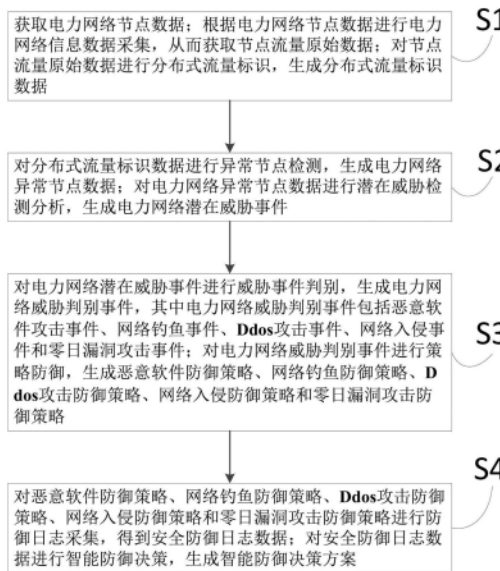 获取电力网络节点数据；根据电力网络节点数据进行电力
网络信息数据采集，从而获取节点流量原始数据；对节点
流量原始数据进行分布式流量标识，生成分布式流量标识
数据
S1
对分布式流量标识数据进行异常节点检测，生成电力网络
异常节点数据；对电力网络异常节点数据进行潜在威胁检
测分析，生成电力网络潜在威胁事件
S2
对电力网络潜在威胁事件进行威胁事件判别，生成电力网
络威胁判别事件，其中电力网络威胁判别事件包括恶意软
件攻击事件、网络钓鱼事件、Ddos攻击事件、网络入侵事
件和零日漏洞攻击事件；对电力网络威胁判别事件进行策
略防御，生成恶意软件防御策略、网络钓鱼防御策略、D
dos攻击防御策略、网络入侵防御策略和零日漏洞攻击防
御策略
S3
对恶意软件防御策略、网络钓鱼防御策略、Ddos攻击防御
策略、网络入侵防御策略和零日漏洞攻击防御策略进行防
御日志采集，得到安全防御日志数据；对安全防御日志数
据进行智能防御决策，生成智能防御决策方案
S4